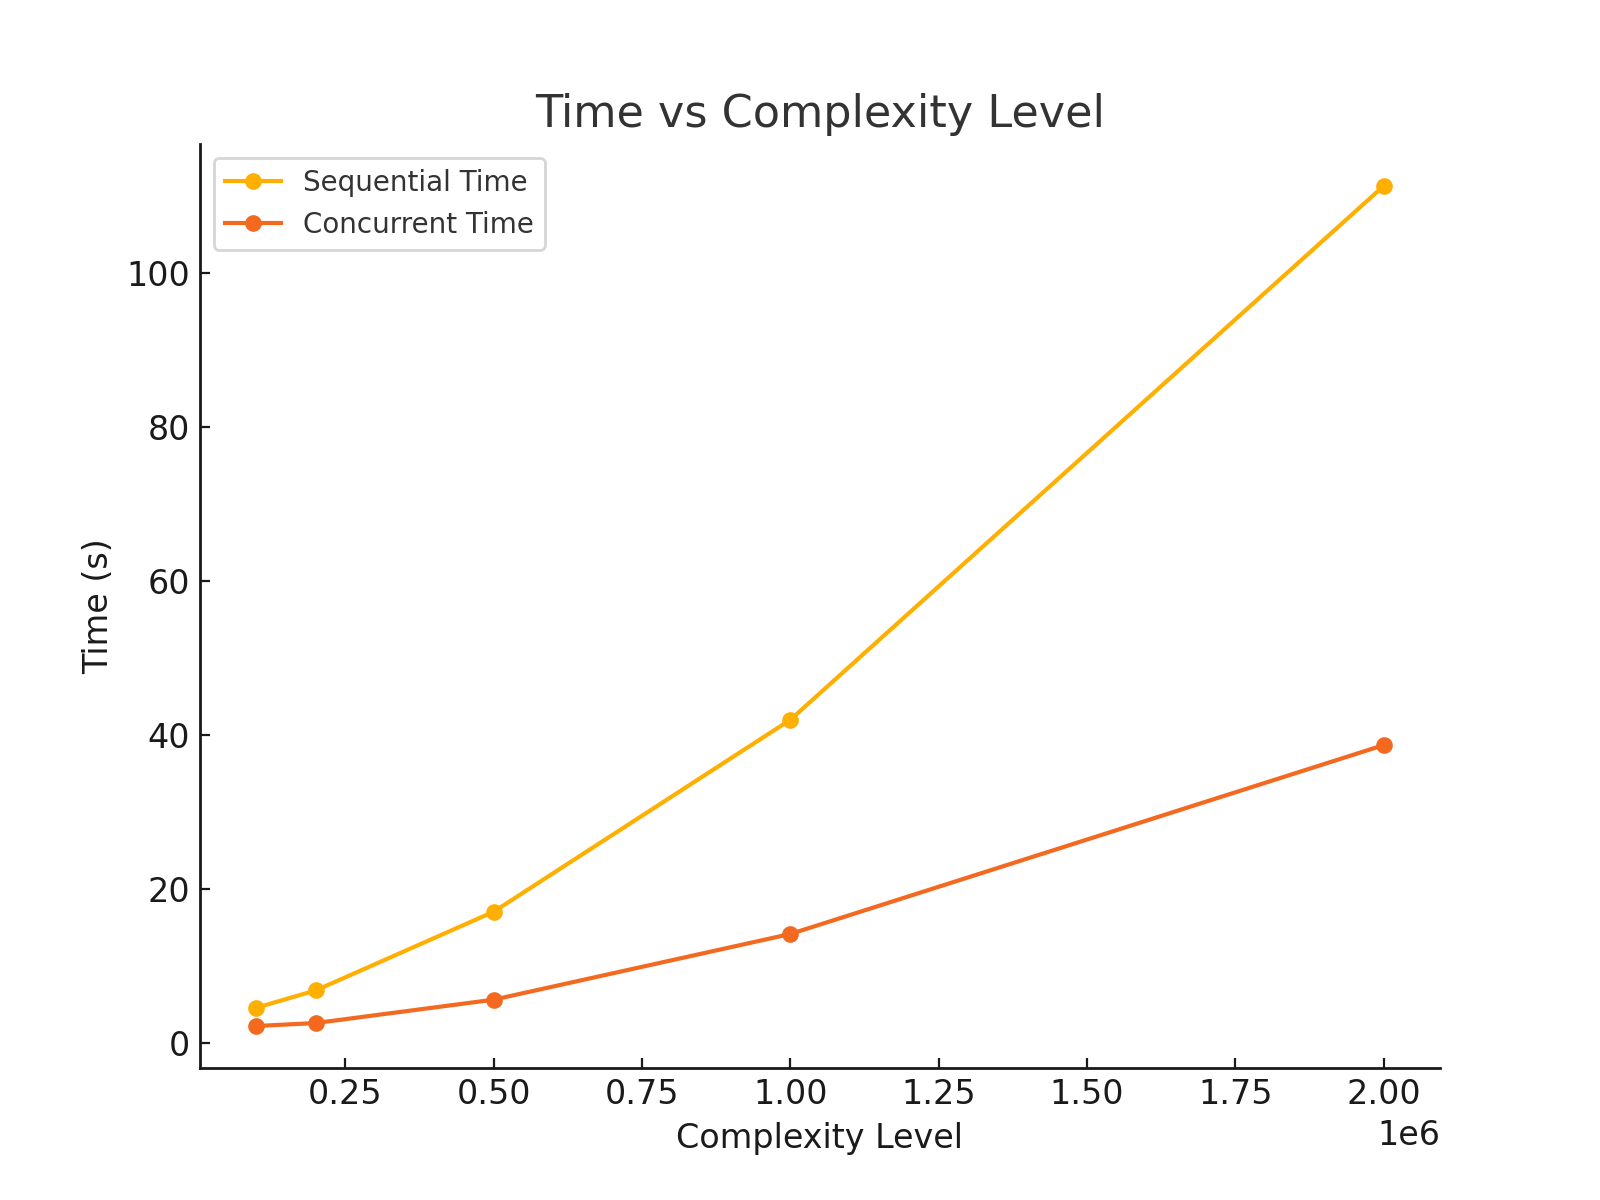 Time vs Complexity Level
Sequential Time
Concurrent Time
100
80
60
40
20
0
Time (s)
0.25 0.50 0.75 1.00 1.25 1.50 1.75 2.00
1e6
Complexity Level